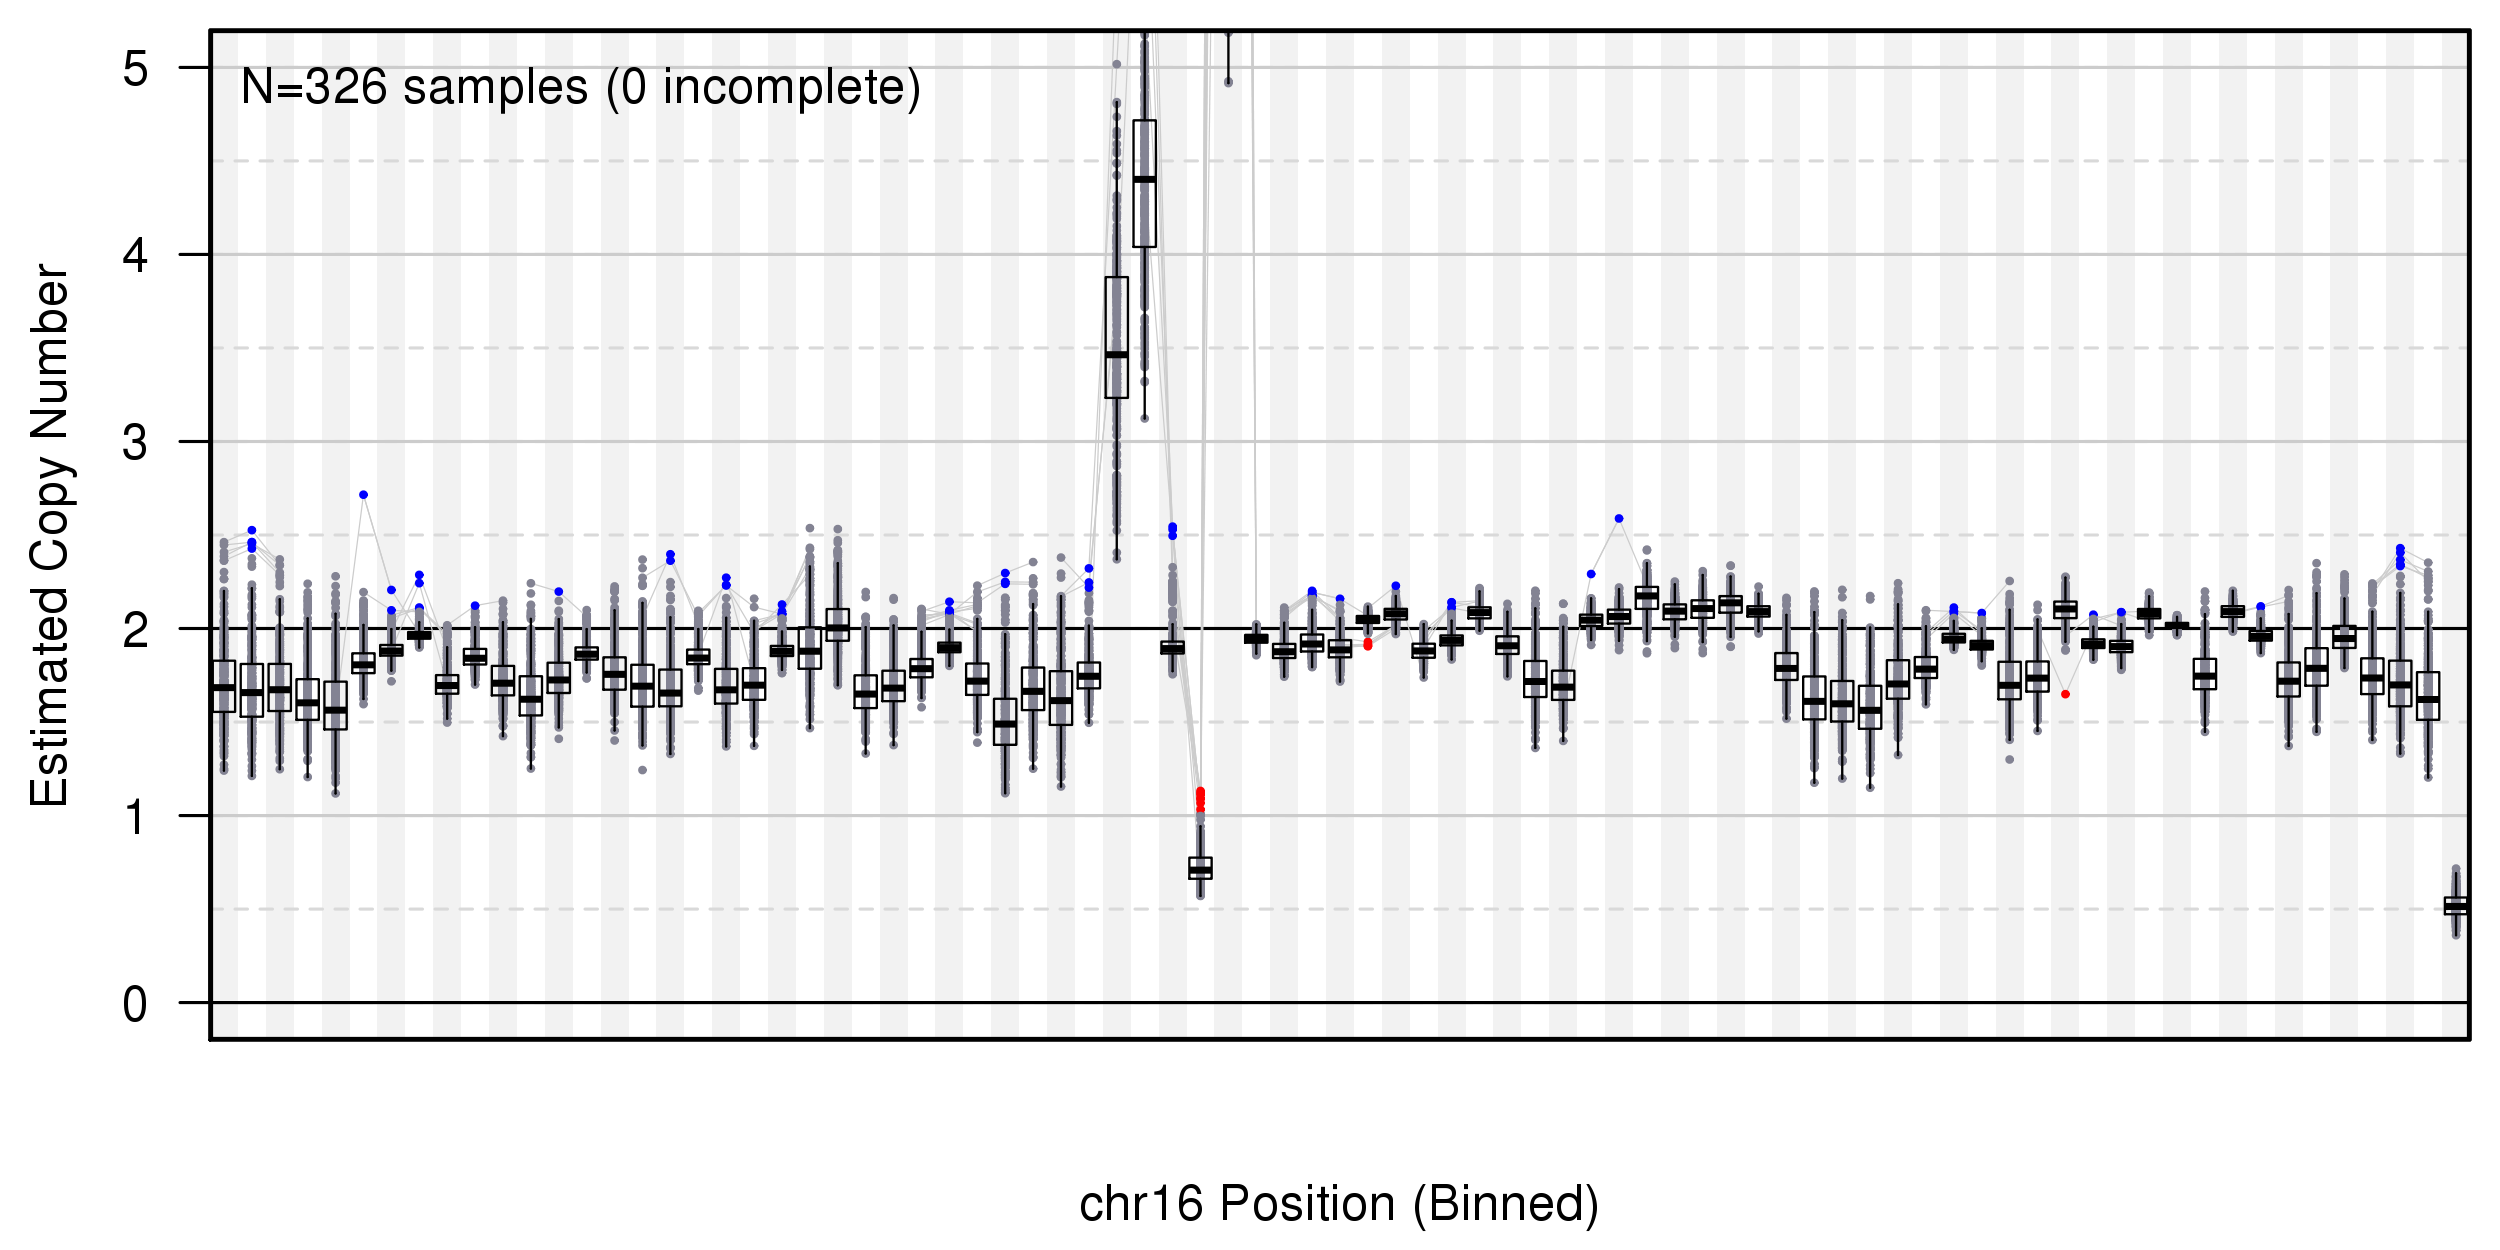 N=326 samples (0 incomplete)
5
4
3
2
1
0
Estimated Copy Number
chr16 Position (Binned)